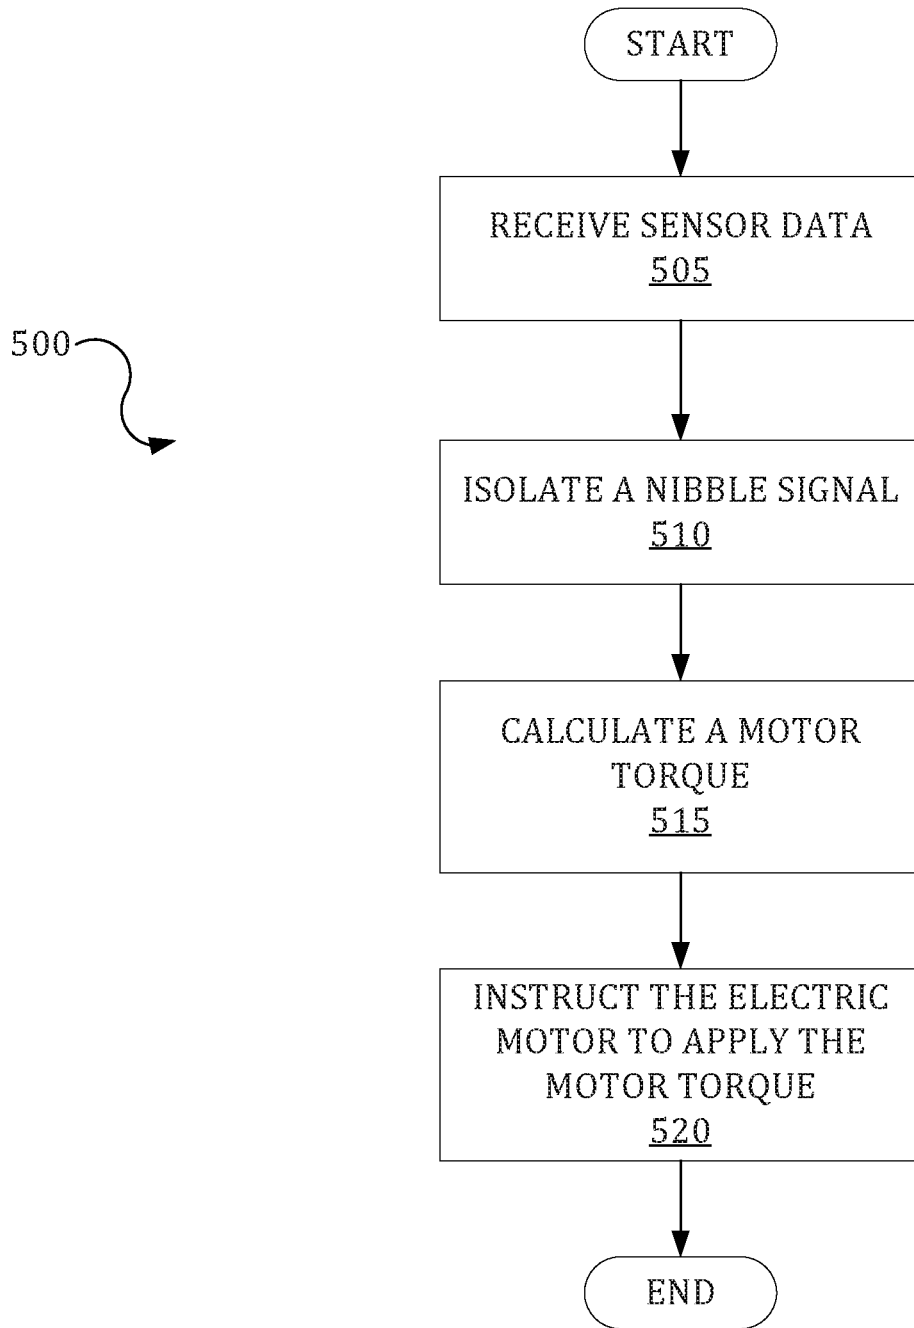 START
RECEIVE SENSOR DATA
505
500
ISOLATE A NIBBLE SIGNAL
510
CALCULATE A MOTOR
TORQUE
515
INSTRUCT THE ELECTRIC
MOTOR TO APPLY THE
MOTOR TORQUE
520
END